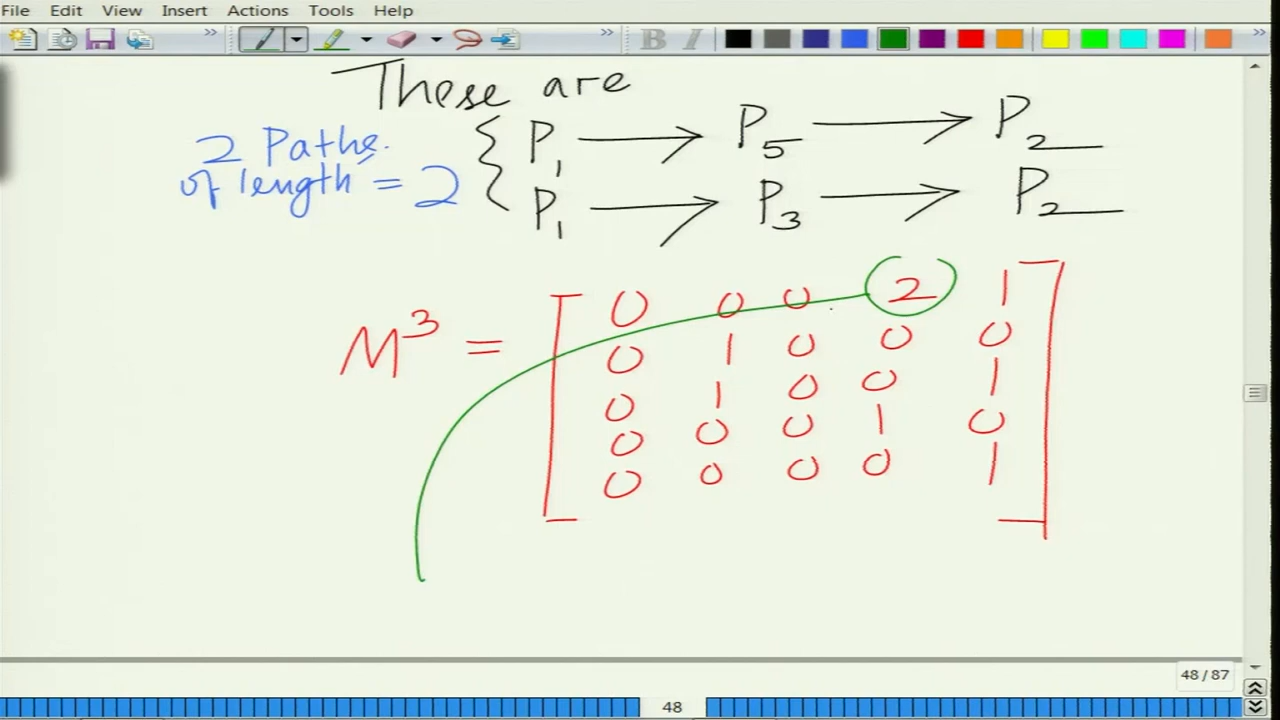 File Edit View Insert Actions Tools Help
B I
These are
2 Paths.
of length = 2
{ P₁ ⟶ P₅ ⟶ P₂
P₁ ⟶ P₃ ⟶ P₂
M³ =
0 0 0 2 1
0 1 0 0 0
0 1 0 0 1
0 0 0 1 0
0 0 0 0 1
48 / 87
48